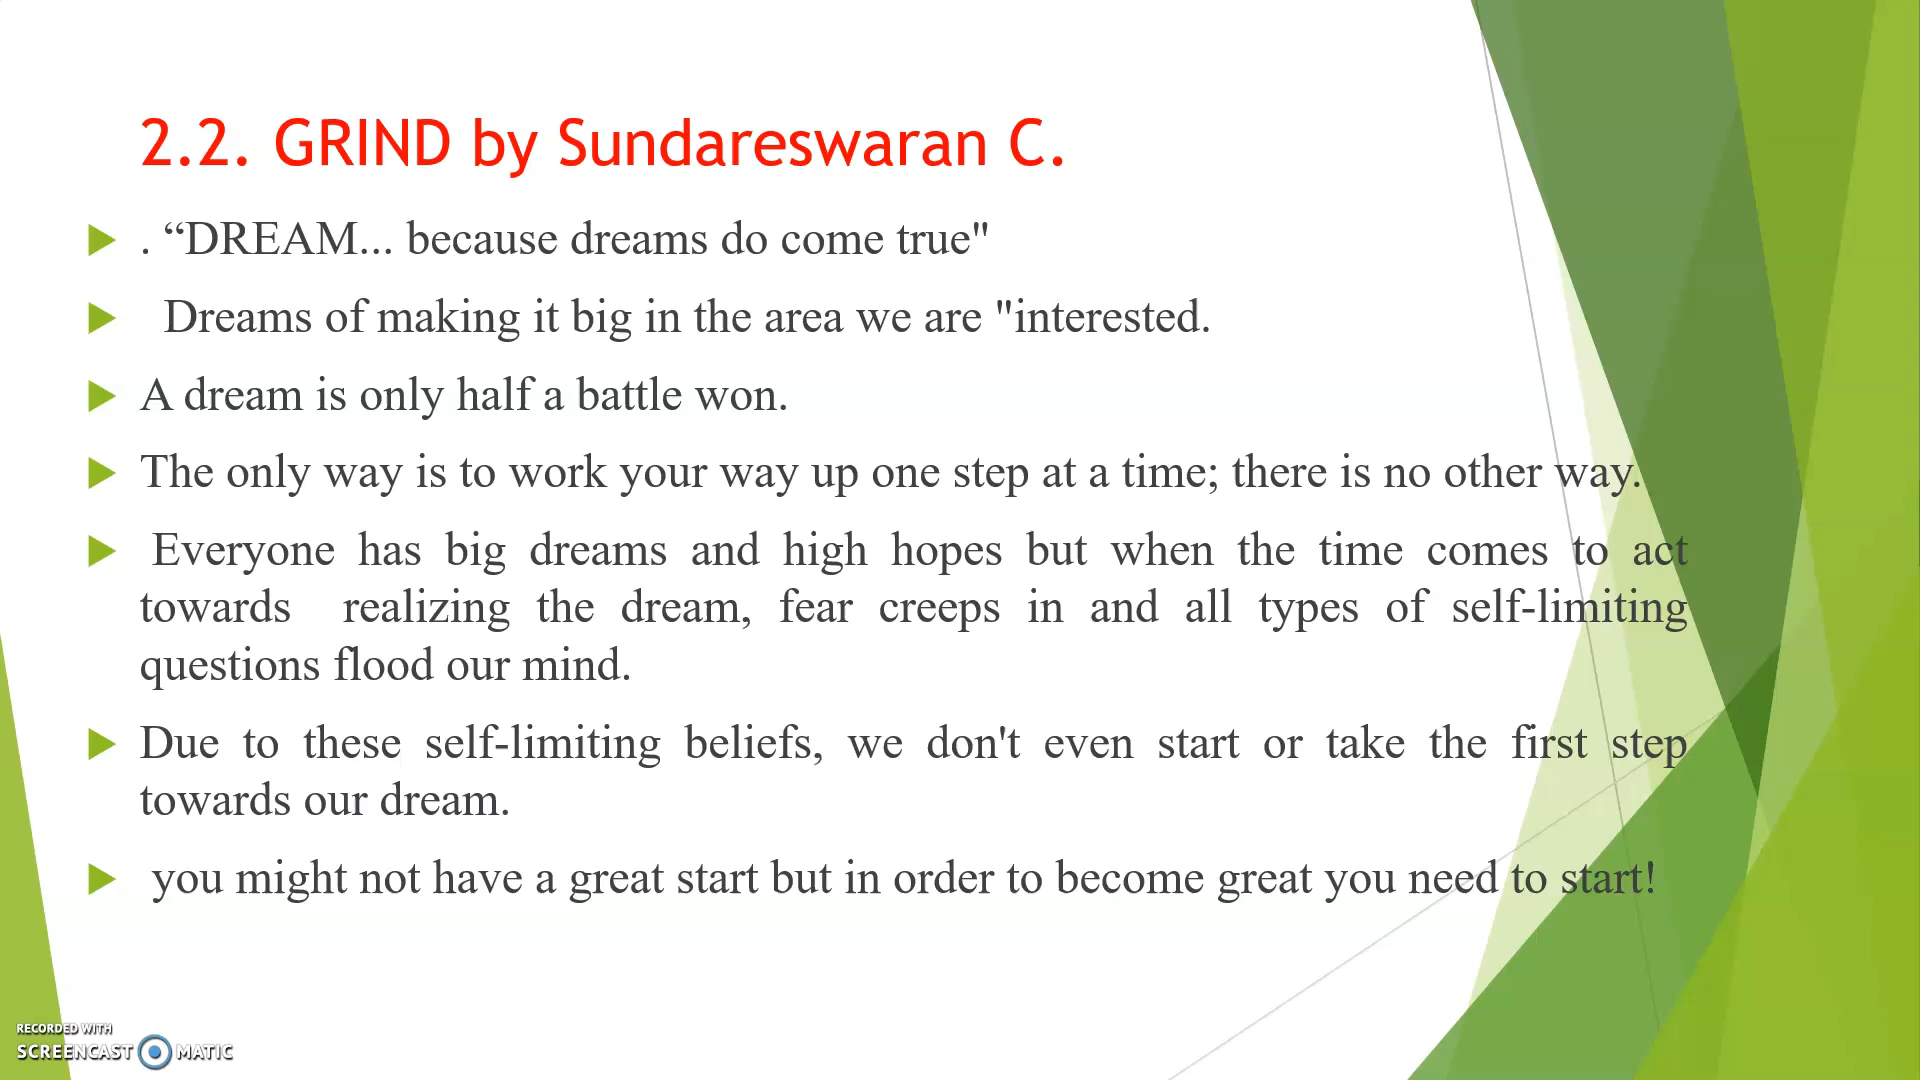 2.2. GRIND by Sundareswaran C.
. “DREAM... because dreams do come true"
Dreams of making it big in the area we are "interested.
A dream is only half a battle won.
The only way is to work your way up one step at a time; there is no other way.
Everyone has big dreams and high hopes but when the time comes to act
towards realizing the dream, fear creeps in and all types of self-limiting
questions flood our mind.
Due to these self-limiting beliefs, we don't even start or take the first step
towards our dream.
you might not have a great start but in order to become great you need to start!
RECORDED WITH
SCREENCAST MATIC